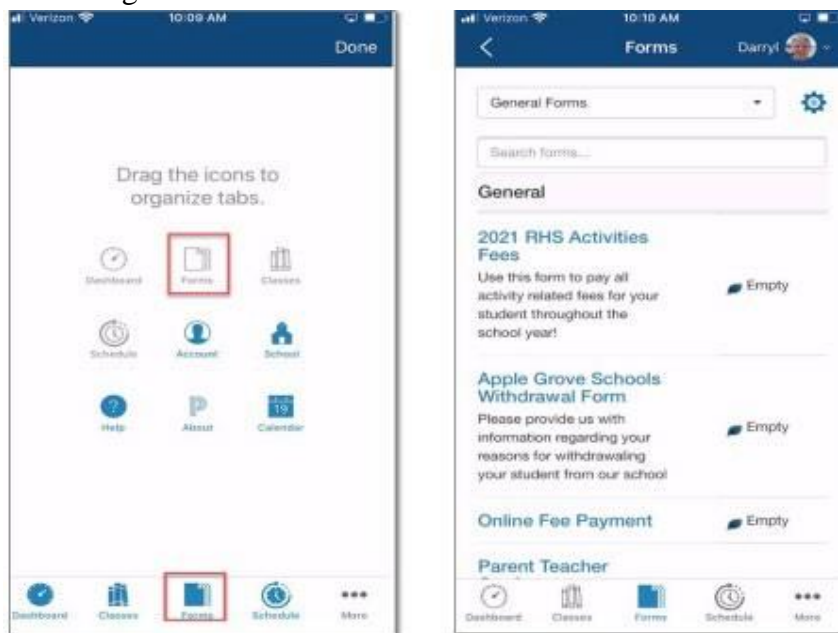 Verizon 10:09 AM
Done
Drag the icons to
organize tabs.
Dashboard Forms Classes
Schedule Account School
Help About Calendar
19
Dashboard Classes Forms Schedule More
Verizon 10:10 AM
Forms Darryl
General Forms
Search forms...
General
2021 RHS Activities
Fees
Use this form to pay all
activity related fees for your
student throughout the
school year!
Empty
Apple Grove Schools
Withdrawal Form
Please provide us with
information regarding your
reasons for withdrawaling
your student from our school
Empty
Online Fee Payment Empty
Parent Teacher
Dashboard Classes Forms Schedule More